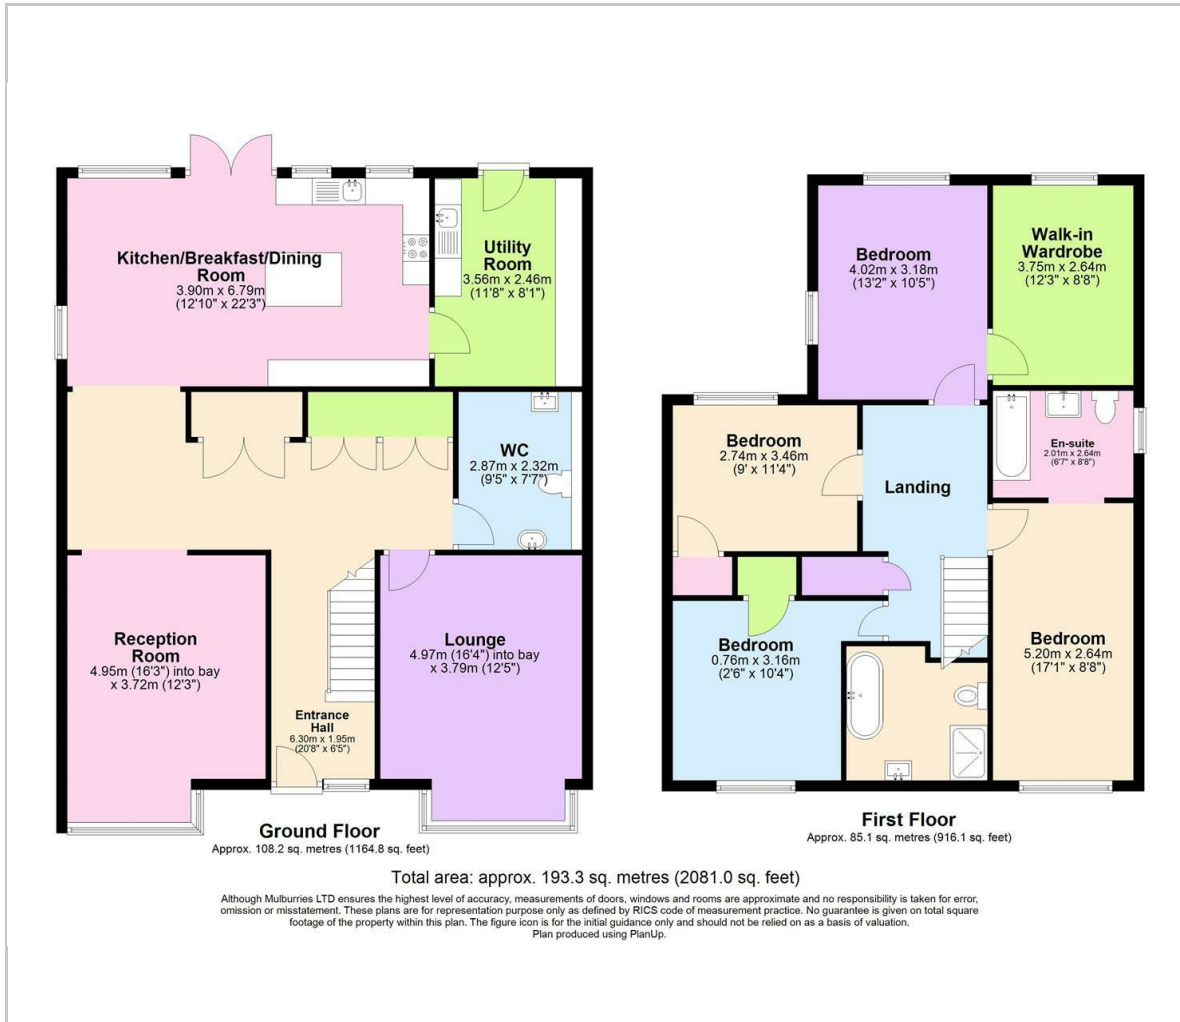 Kitchen/Breakfast/Dining
Room
3.90m x 6.79m
(12'10" x 22'3")
Utility
Room
3.56m x 2.46m
(11'8" x 8'1")
WC
2.87m x 2.32m
(9'5" x 7'7")
Reception
Room
4.95m (16'3") into bay
x 3.72m (12'3")
Entrance
Hall
6.30m x 1.95m
(20'8" x 6'5")
Lounge
4.97m (16'4") into bay
x 3.79m (12'5")
Ground Floor
Approx. 108.2 sq. metres (1164.8 sq. feet)
Bedroom
4.02m x 3.18m
(13'2" x 10'5")
Walk-in
Wardrobe
3.75m x 2.64m
(12'3" x 8'8")
Bedroom
2.74m x 3.46m
(9' x 11'4")
Landing
En-suite
2.01m x 2.64m
(6'7" x 8'8")
Bedroom
0.76m x 3.16m
(2'6" x 10'4")
Bedroom
5.20m x 2.64m
(17'1" x 8'8")
First Floor
Approx. 85.1 sq. metres (916.1 sq. feet)
Total area: approx. 193.3 sq. metres (2081.0 sq. feet)
Although Mulburries LTD ensures the highest level of accuracy, measurements of doors, windows and rooms are approximate and no responsibility is taken for error,
omission or misstatement. These plans are for representation purpose only as defined by RICS code of measurement practice. No guarantee is given on total square
footage of the property within this plan. The figure icon is for the initial guidance only and should not be relied on as a basis of valuation.
Plan produced using PlanUp.